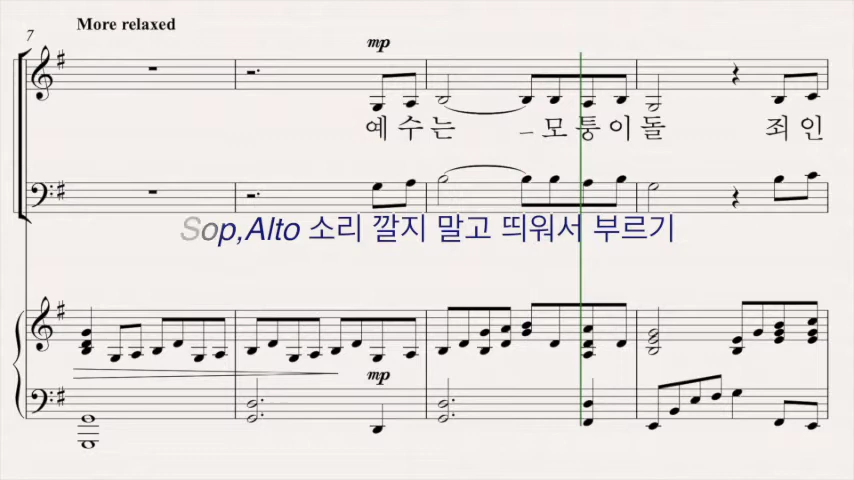 More relaxed
7
mp
예 수 는 _ 모 퉁 이 돌 죄 인
Sop,Alto 소리 깔지 말고 띄워서 부르기
mp